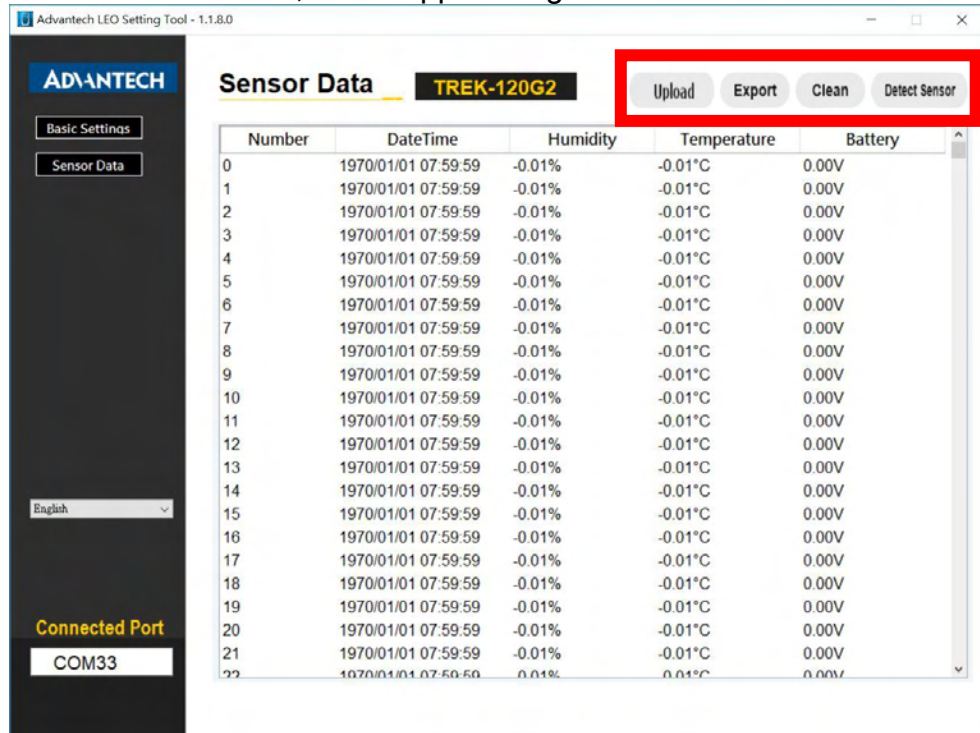 Advantech LEO Setting Tool - 1.1.8.0
ADVANTECH
Basic Settings
Sensor Data
English
Connected Port
COM33
Sensor Data _ TREK-120G2
Upload Export Clean Detect Sensor
Number DateTime Humidity Temperature Battery
0 1970/01/01 07:59:59 -0.01% -0.01°C 0.00V
1 1970/01/01 07:59:59 -0.01% -0.01°C 0.00V
2 1970/01/01 07:59:59 -0.01% -0.01°C 0.00V
3 1970/01/01 07:59:59 -0.01% -0.01°C 0.00V
4 1970/01/01 07:59:59 -0.01% -0.01°C 0.00V
5 1970/01/01 07:59:59 -0.01% -0.01°C 0.00V
6 1970/01/01 07:59:59 -0.01% -0.01°C 0.00V
7 1970/01/01 07:59:59 -0.01% -0.01°C 0.00V
8 1970/01/01 07:59:59 -0.01% -0.01°C 0.00V
9 1970/01/01 07:59:59 -0.01% -0.01°C 0.00V
10 1970/01/01 07:59:59 -0.01% -0.01°C 0.00V
11 1970/01/01 07:59:59 -0.01% -0.01°C 0.00V
12 1970/01/01 07:59:59 -0.01% -0.01°C 0.00V
13 1970/01/01 07:59:59 -0.01% -0.01°C 0.00V
14 1970/01/01 07:59:59 -0.01% -0.01°C 0.00V
15 1970/01/01 07:59:59 -0.01% -0.01°C 0.00V
16 1970/01/01 07:59:59 -0.01% -0.01°C 0.00V
17 1970/01/01 07:59:59 -0.01% -0.01°C 0.00V
18 1970/01/01 07:59:59 -0.01% -0.01°C 0.00V
19 1970/01/01 07:59:59 -0.01% -0.01°C 0.00V
20 1970/01/01 07:59:59 -0.01% -0.01°C 0.00V
21 1970/01/01 07:59:59 -0.01% -0.01°C 0.00V
22 1970/01/01 07:59:59 0.01% 0.01°C 0.00V